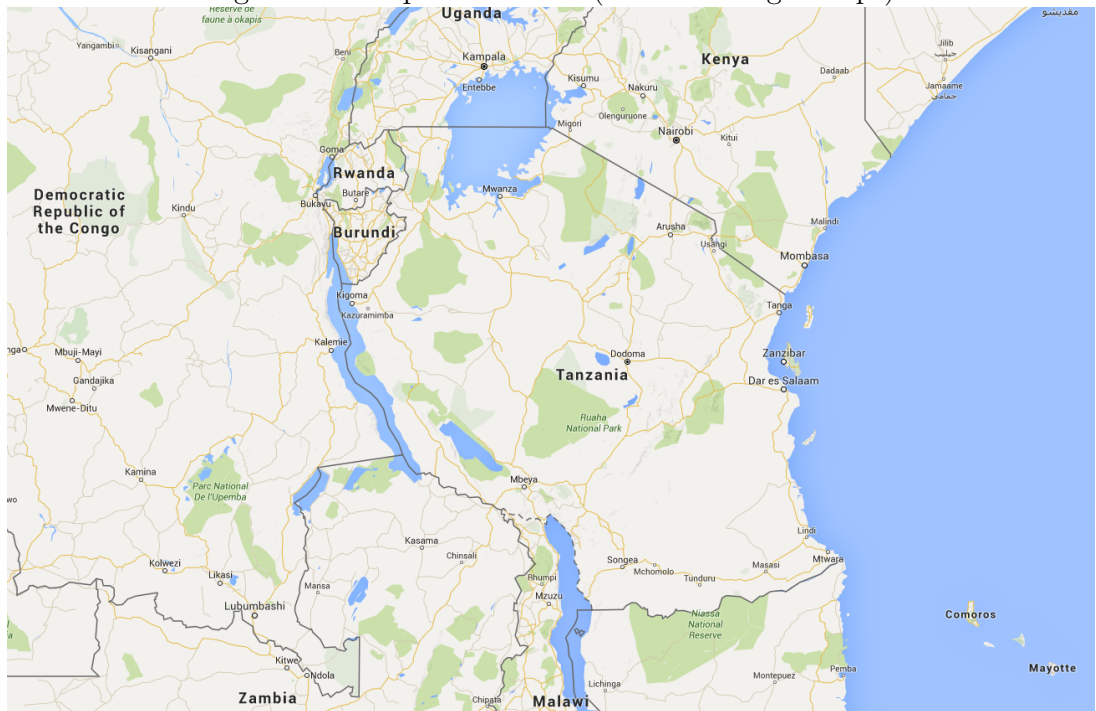 Uganda
Réserve de
faune à okapis
مقديشو
Yangambi
Kisangani
Beni
Kampala
Entebbe
Kisumu
Nakuru
Kenya
Dadaab
Jilib
جيليب
Jamaame
جمامي
Olenguruone
Migori
Nairobi
Kitui
Goma
Rwanda
Butare
Bukavu
Mwanza
Democratic
Republic of
the Congo
Kindu
Burundi
Arusha
Usangi
Malindi
Mombasa
Kigoma
Kazuramimba
Tanga
Kalemie
Mbuji-Mayi
Gandajika
Mwene-Ditu
Dodoma
Tanzania
Zanzibar
Dar es Salaam
Ruaha
National Park
Kamina
Parc National
De l'Upemba
Mbeya
Kasama
Chinsali
Lindi
Mtwara
Kolwezi
Likasi
Mansa
Rhumpi
Mzuzu
Songea
Mchomolo
Tunduru
Masasi
Lubumbashi
Niassa
National
Reserve
Comoros
Kitwe
Ndola
Zambia
Chipata
Malawi
Lichinga
Montepuez
Pemba
Mayotte